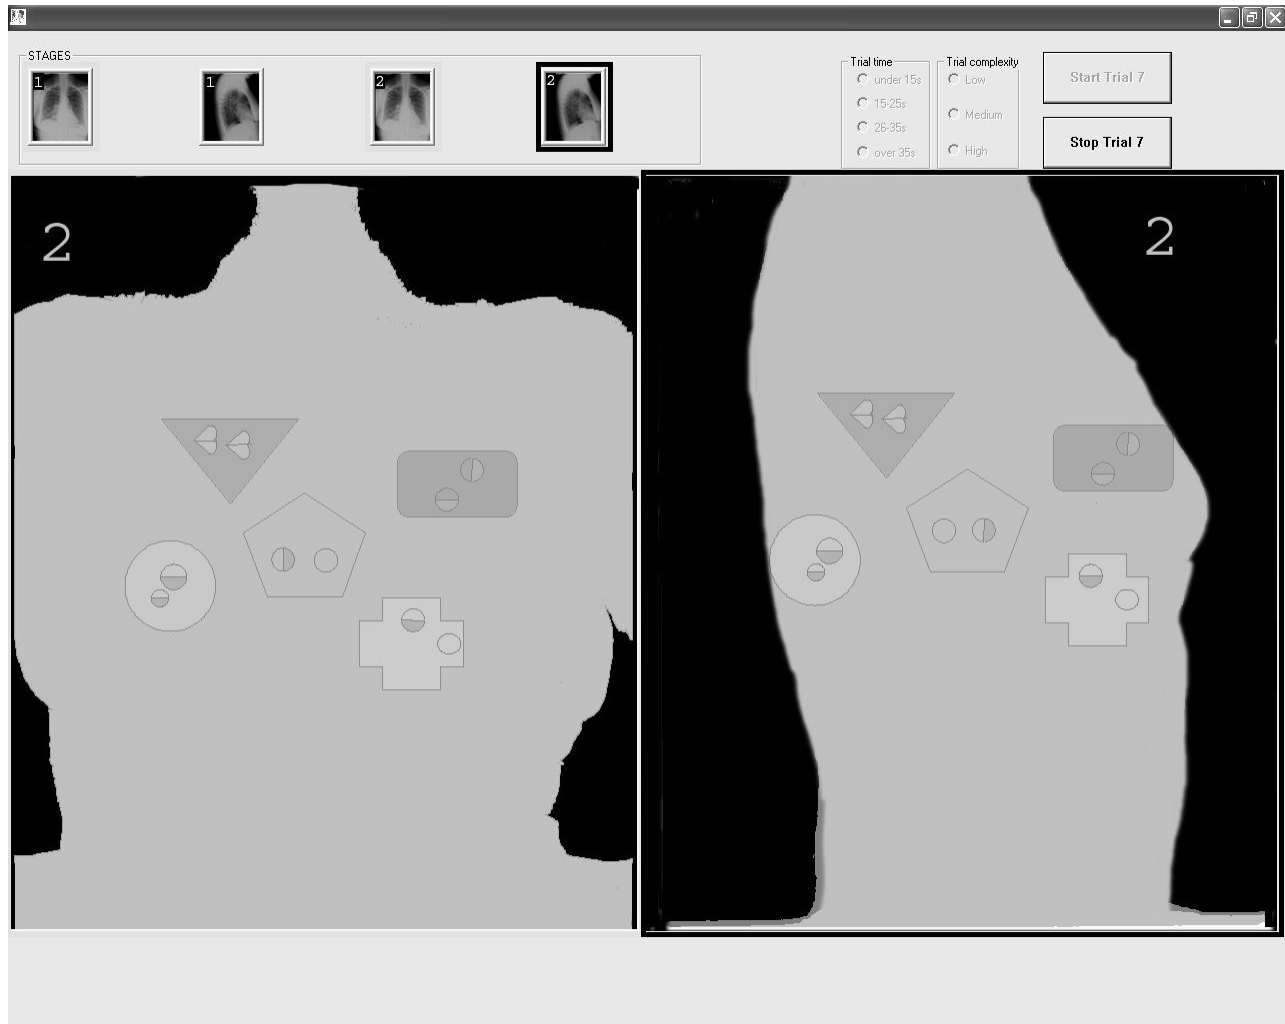 STAGES
1
1
2
2
Trial time
under 15s
15-25s
26-35s
over 35s
Trial complexity
Low
Medium
High
Start Trial 7
Stop Trial 7
2
2